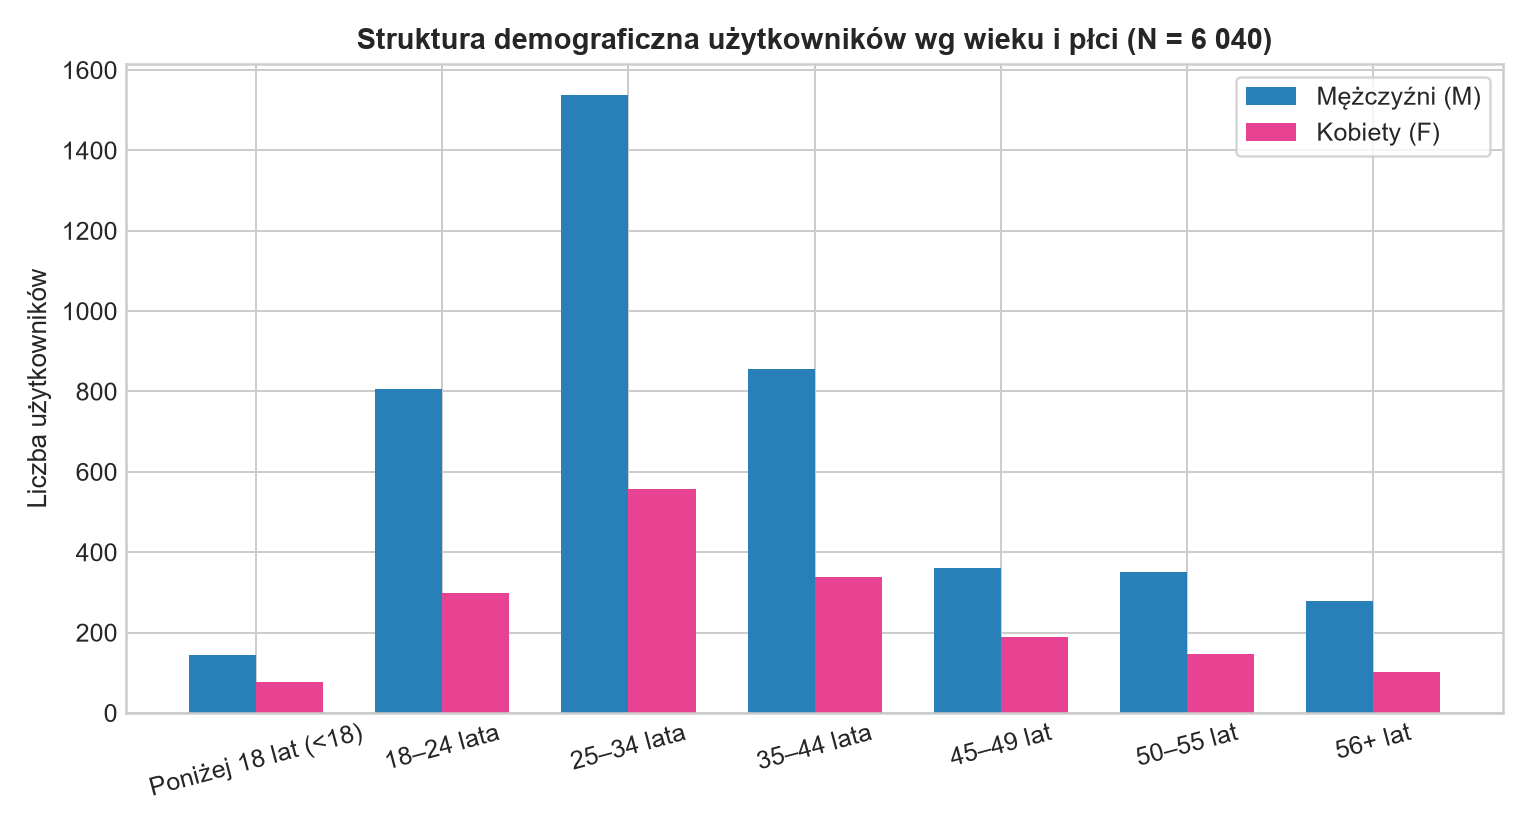 Struktura demograficzna użytkowników wg wieku i płci (N = 6 040)
Mężczyźni (M)
Kobiety (F)
Liczba użytkowników
1600
1400
1200
1000
800
600
400
200
0
Poniżej 18 lat (<18)
18–24 lata
25–34 lata
35–44 lata
45–49 lat
50–55 lat
56+ lat